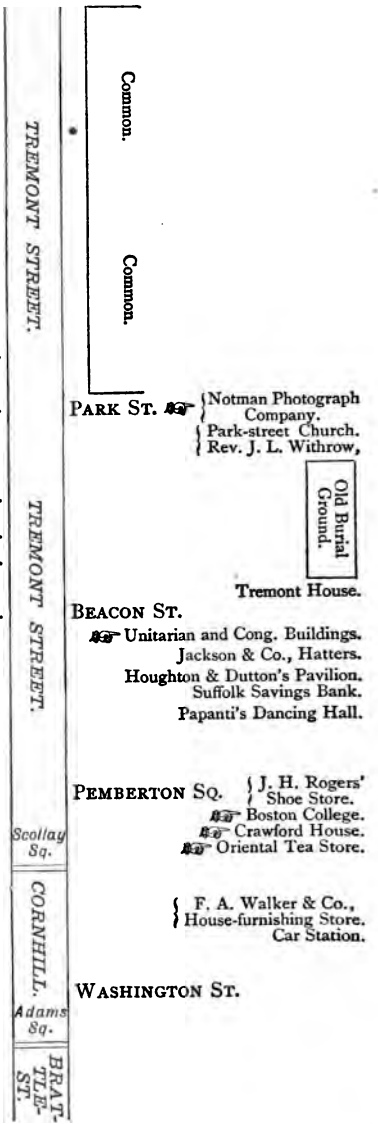 Common.
TREMONT STREET.
Common.
PARK ST.
Notman Photograph
Company.
Park-street Church.
Rev. J. L. Withrow,
Old Burial
Ground.
TREMONT STREET.
Tremont House.
BEACON ST.
Unitarian and Cong. Buildings.
Jackson & Co., Hatters.
Houghton & Dutton's Pavilion.
Suffolk Savings Bank.
Papanti's Dancing Hall.
PEMBERTON SQ.
J. H. Rogers'
Shoe Store.
Boston College.
Crawford House.
Oriental Tea Store.
Scollay
Sq.
CORNHILL.
F. A. Walker & Co.,
House-furnishing Store.
Car Station.
WASHINGTON ST.
Adams
Sq.
BRAT-
TLE-
ST.